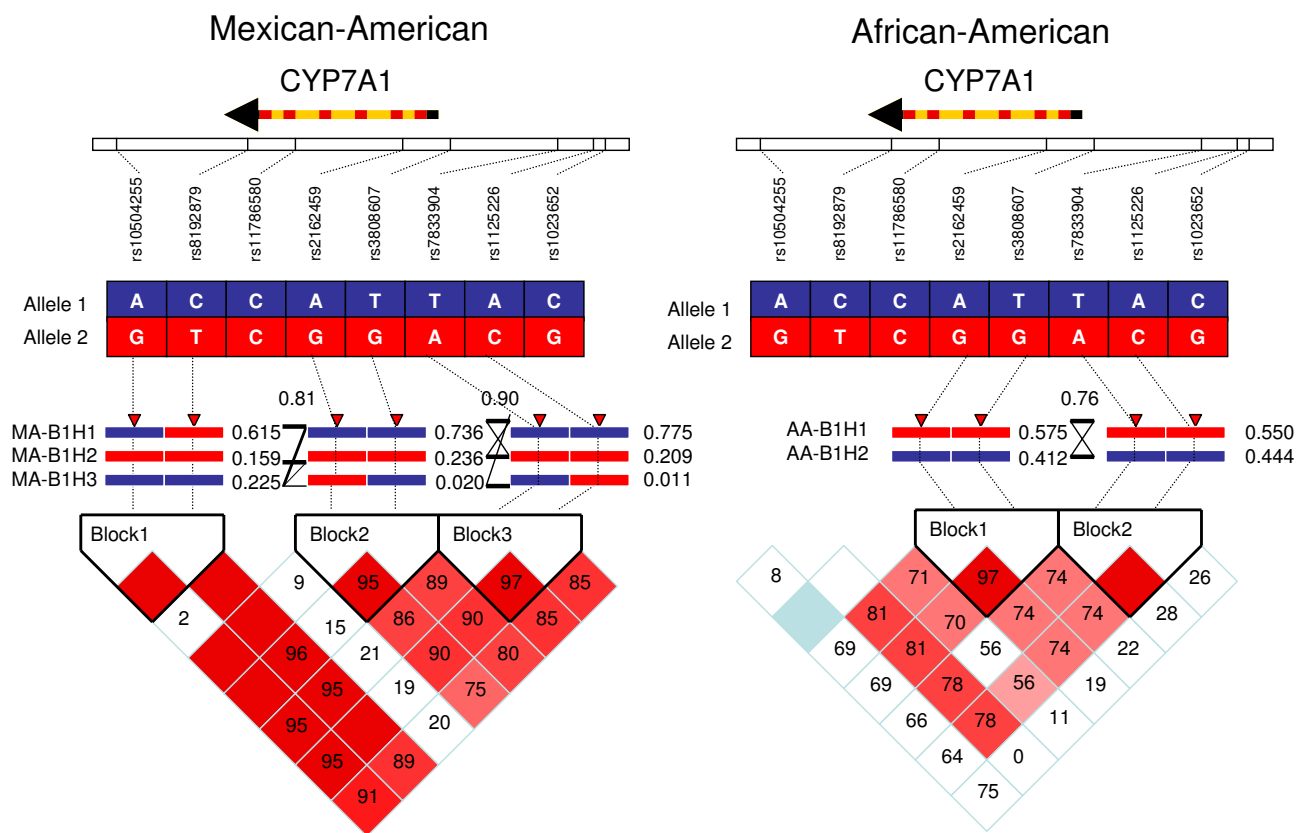 Mexican-American
African-American
CYP7A1
CYP7A1
rs10504255 rs8192879 rs11786580 rs2162459 rs3808607 rs7833904 rs1125226 rs1023652
rs10504255 rs8192879 rs11786580 rs2162459 rs3808607 rs7833904 rs1125226 rs1023652
Allele 1 A C C A T T A C
Allele 2 G T C G G A C G
Allele 1 A C C A T T A C
Allele 2 G T C G G A C G
0.81 0.90
MA-B1H1 0.615 0.736 0.775
MA-B1H2 0.159 0.236 0.209
MA-B1H3 0.225 0.020 0.011
0.76
AA-B1H1 0.575 0.550
AA-B1H2 0.412 0.444
Block1 Block2 Block3
9 95 89 97 85
2 15 86 90 85
96 21 90 80
95 19 75
95 20
95 89
91
Block1 Block2
8 71 97 74 26
81 70 74 74 28
69 81 56 74 22
69 78 56 19
66 78 11
64 0
75